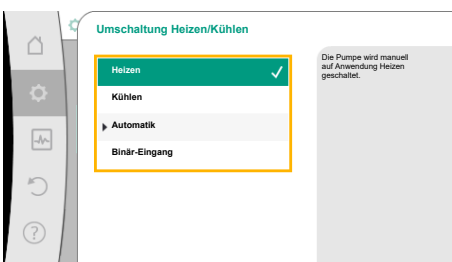 Umschaltung Heizen/Kühlen
Heizen
Kühlen
Automatik
Binär-Eingang
Die Pumpe wird manuell
auf Anwendung Heizen
geschaltet.
?